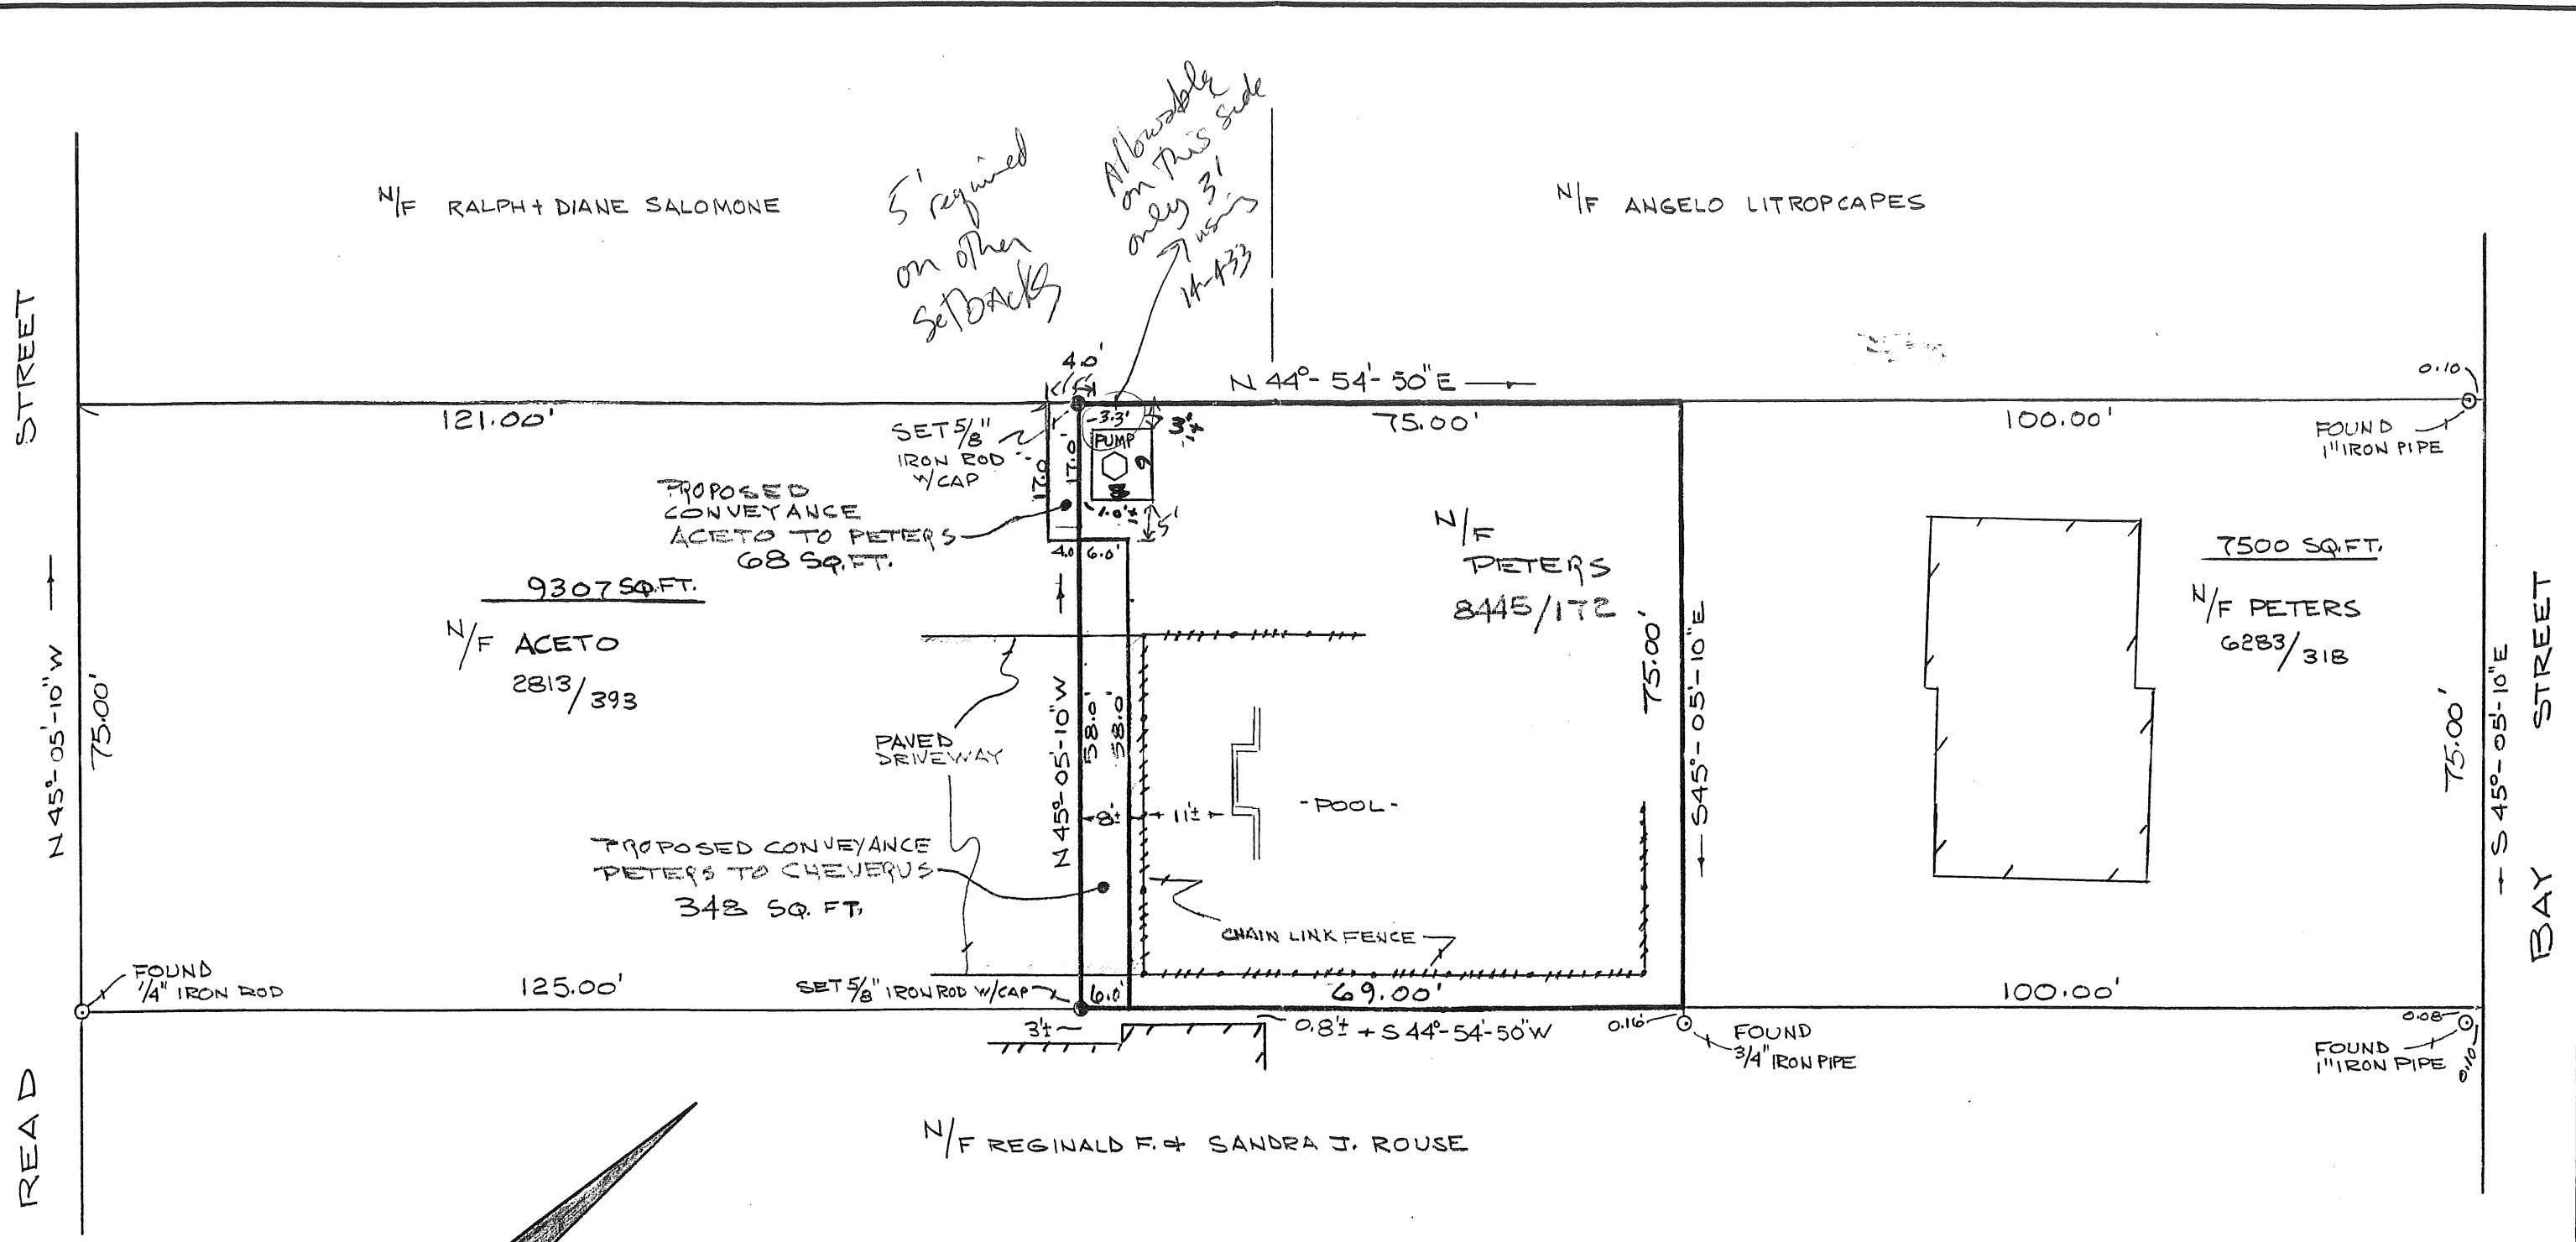 Allowable
on this side
only 3'
using
14-433
5' required
on other
Setbacks
N/F RALPH + DIANE SALOMONE
N/F ANGELO LITROPCAPES
STREET
4.0'
N 44°-54'-50" E
0.10
121.00'
75.00'
100.00'
SET 5/8"
IRON ROD
W/CAP
3.3'
3'±
PUMP
9
17.0
17.0'
1.0'±
5'
FOUND
1" IRON PIPE
PROPOSED
CONVEYANCE
ACETO TO PETERS
68 SQ.FT.
4.0
6.0'
N/F
PETERS
8445/172
7500 SQ.FT.
N/F PETERS
6283/318
9307 SQ.FT.
N/F ACETO
2813/393
N 45°-05'-10" W
75.00'
PAVED
DRIVEWAY
N 45°-05'-10" W
58.0'
58.0'
8'±
11'±
-POOL-
75.00'
S 45°-05'-10" E
75.00'
S 45°-05'-10" E
STREET
BAY
PROPOSED CONVEYANCE
PETERS TO CHEVERUS
348 SQ. FT.
CHAIN LINK FENCE
FOUND
1/4" IRON ROD
125.00'
SET 5/8" IRON ROD W/CAP
6.0'
69.00'
100.00'
3'±
0.8'±
S 44°-54'-50" W
0.16'
FOUND
3/4" IRON PIPE
0.08
FOUND
1" IRON PIPE
0.10
READ
N/F REGINALD F. & SANDRA J. ROUSE